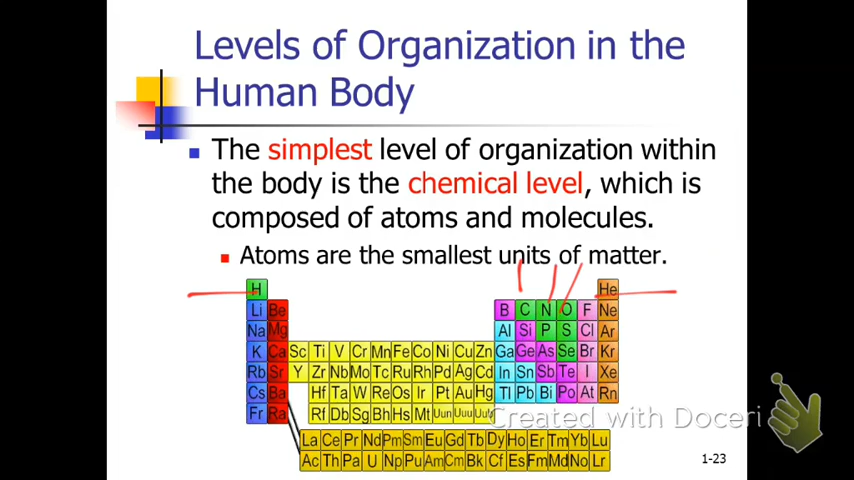 Levels of Organization in the
Human Body
The simplest level of organization within
the body is the chemical level, which is
composed of atoms and molecules.
Atoms are the smallest units of matter.
H He
Li Be B C N O F Ne
Na Mg Al Si P S Cl Ar
K Ca Sc Ti V Cr Mn Fe Co Ni Cu Zn Ga Ge As Se Br Kr
Rb Sr Y Zr Nb Mo Tc Ru Rh Pd Ag Cd In Sn Sb Te I Xe
Cs Ba Hf Ta W Re Os Ir Pt Au Hg Tl Pb Bi Po At Rn
Fr Ra Rf Db Sg Bh Hs Mt Uun Uuu
Created with Doceri
La Ce Pr Nd Pm Sm Eu Gd Tb Dy Ho Er Tm Yb Lu
Ac Th Pa U Np Pu Am Cm Bk Cf Es Fm Md No Lr
1-23